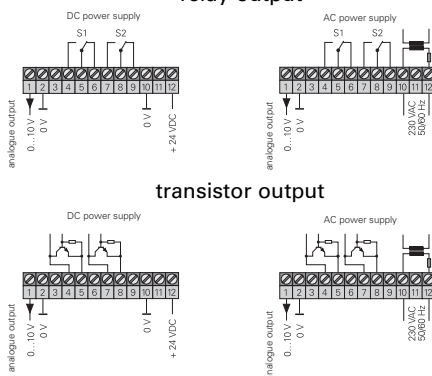 relay output
DC power supply
AC power supply
S1 S2
S1 S2
1 2 3 4 5 6 7 8 9 10 11 12
1 2 3 4 5 6 7 8 9 10 11 12
analogue output
0...10 V
0 V
0 V
+ 24 VDC
analogue output
0...10 V
0 V
230 VAC
50/60 Hz
transistor output
DC power supply
AC power supply
1 2 3 4 5 6 7 8 9 10 11 12
1 2 3 4 5 6 7 8 9 10 11 12
analogue output
0...10 V
0 V
0 V
+ 24 VDC
analogue output
0...10 V
0 V
230 VAC
50/60 Hz